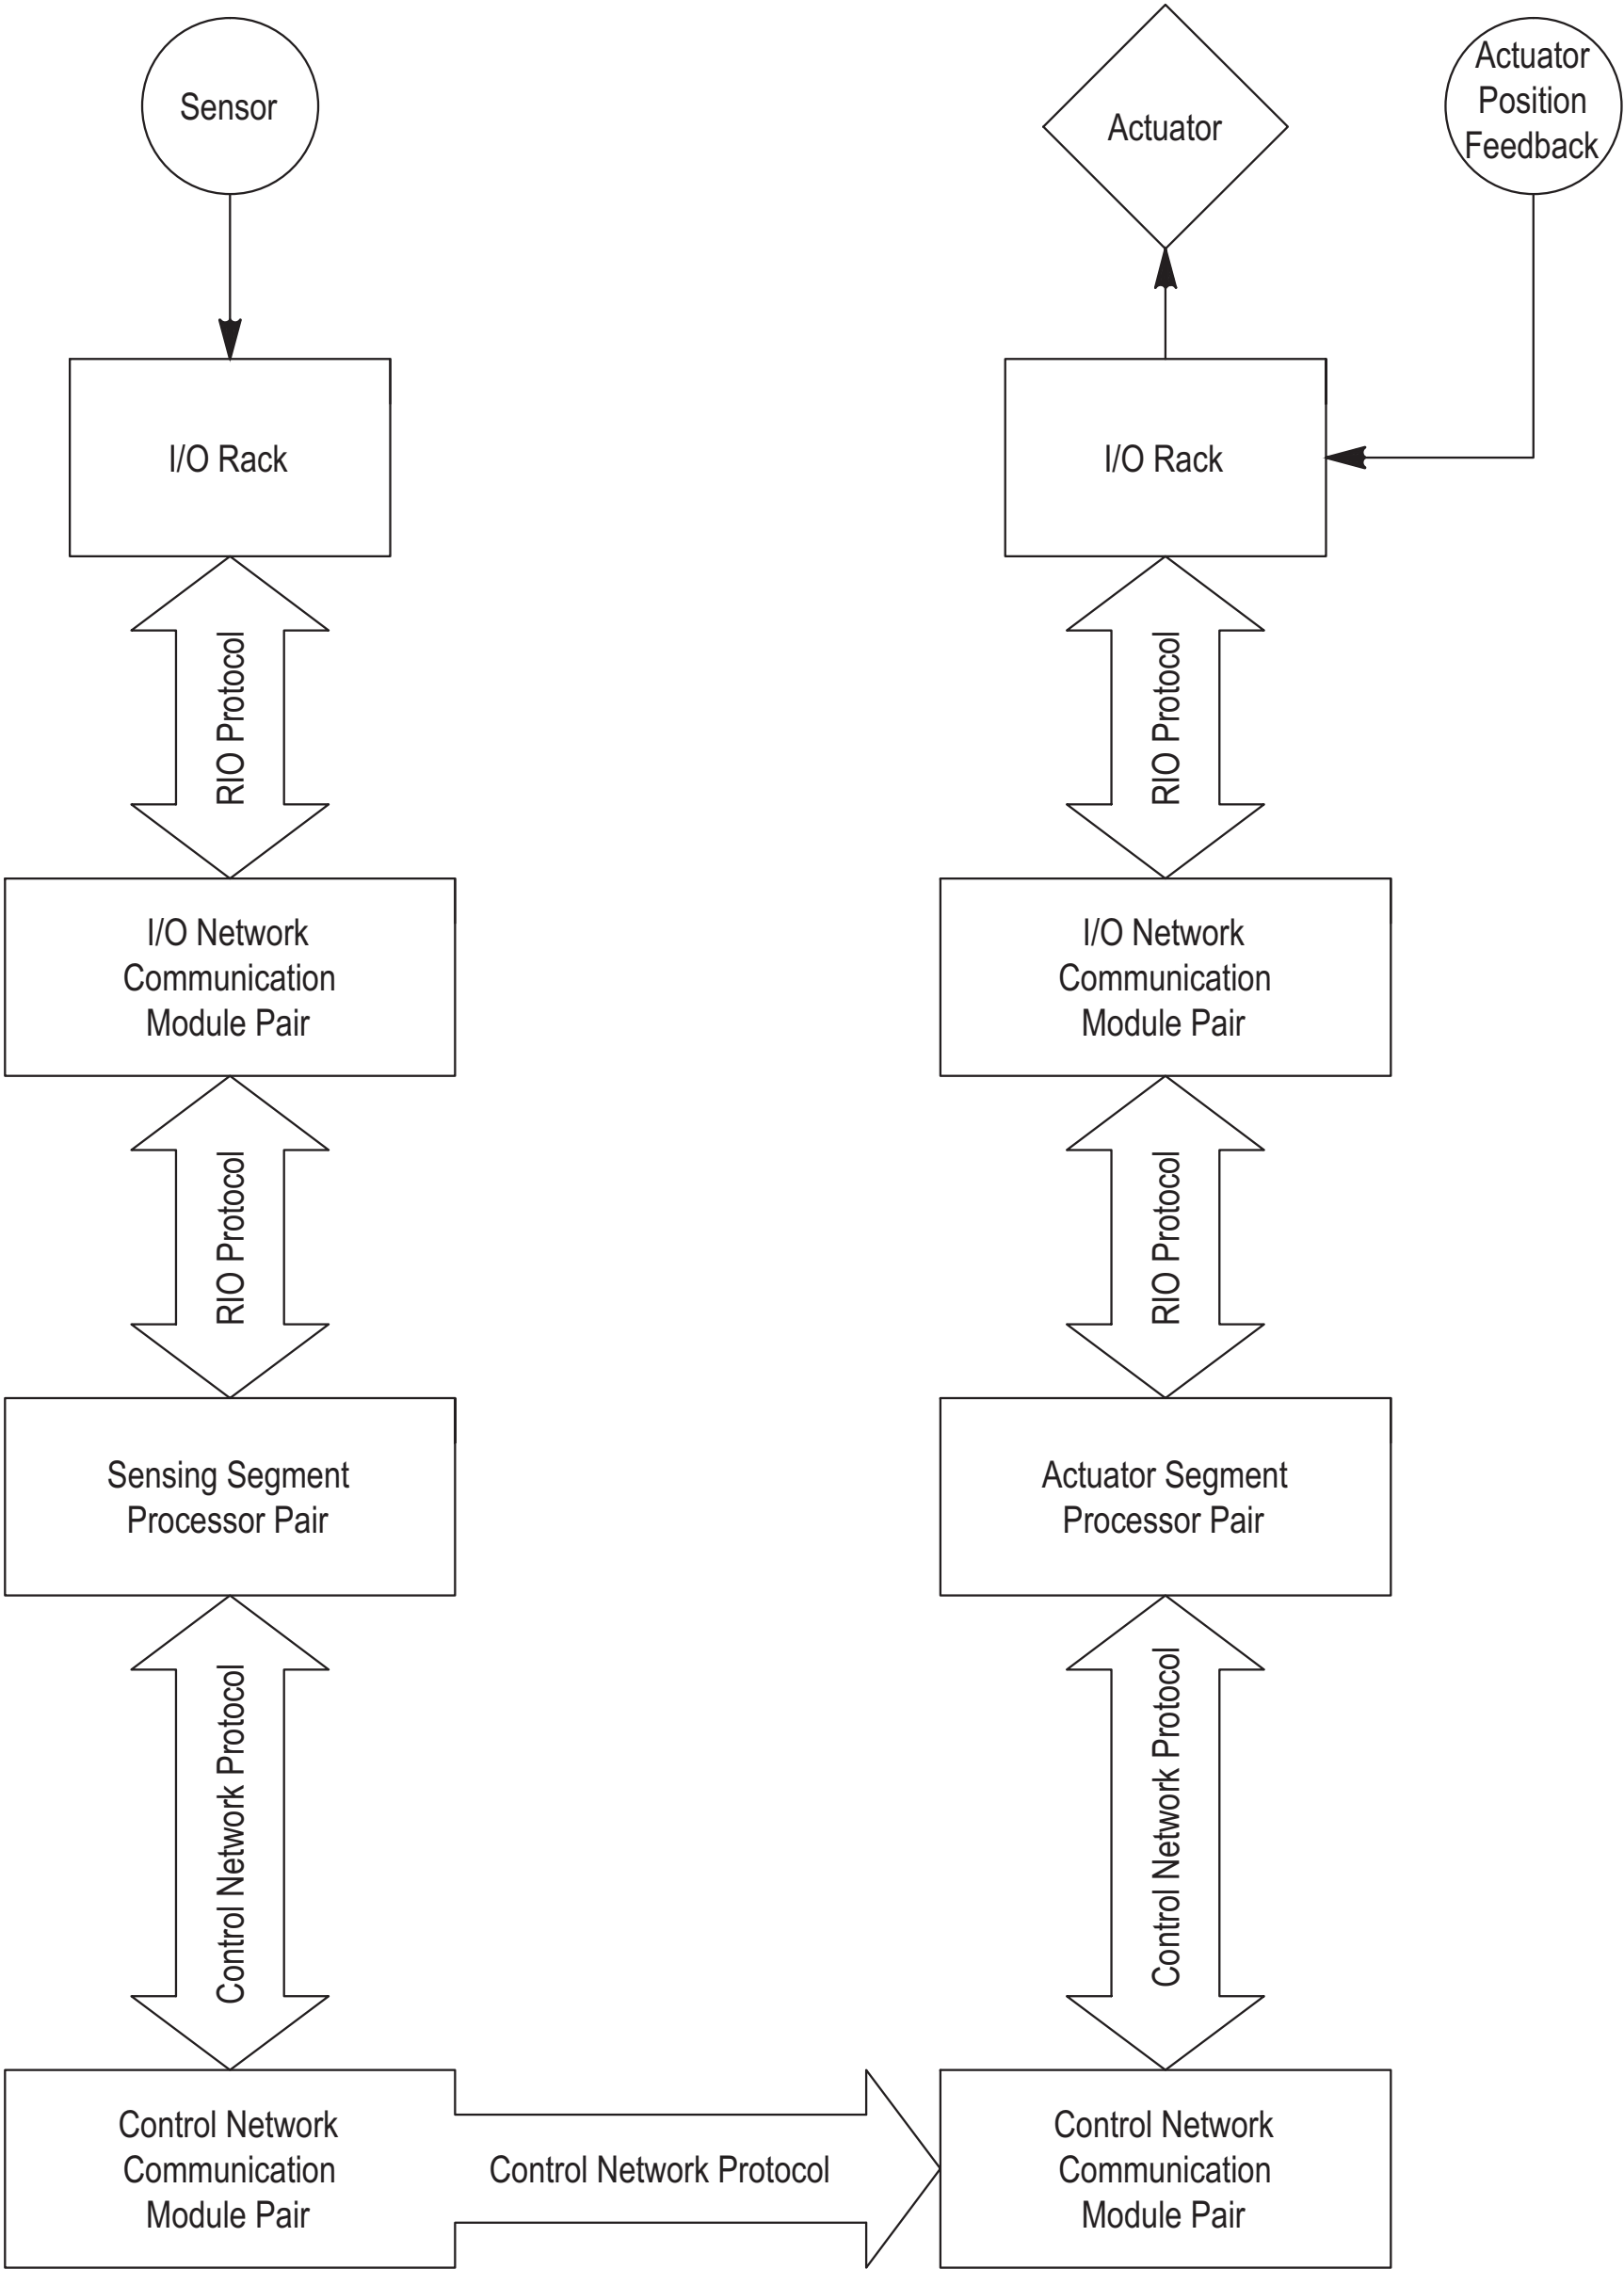 Sensor
Actuator
Actuator
Position
Feedback
I/O Rack
I/O Rack
RIO Protocol
RIO Protocol
I/O Network
Communication
Module Pair
I/O Network
Communication
Module Pair
RIO Protocol
RIO Protocol
Sensing Segment
Processor Pair
Actuator Segment
Processor Pair
Control Network Protocol
Control Network Protocol
Control Network
Communication
Module Pair
Control Network Protocol
Control Network
Communication
Module Pair